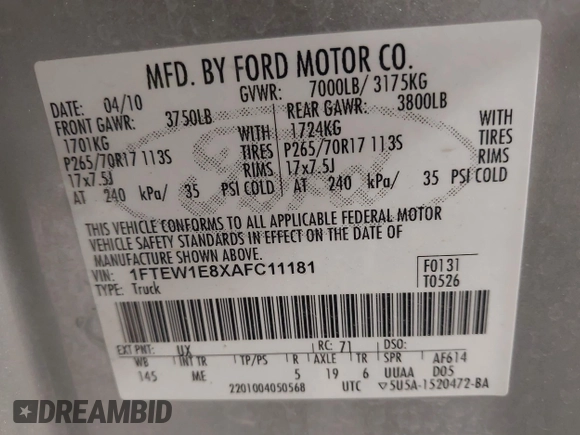 MFD. BY FORD MOTOR CO.
DATE: 04/10 GVWR: 7000LB/ 3175KG
FRONT GAWR: 3750LB REAR GAWR: 3800LB
1701KG WITH 1724KG WITH
P265/70R17 113S TIRES P265/70R17 113S TIRES
17x7.5J RIMS 17x7.5J RIMS
AT 240 kPa/ 35 PSI COLD AT 240 kPa/ 35 PSI COLD
THIS VEHICLE CONFORMS TO ALL APPLICABLE FEDERAL MOTOR
VEHICLE SAFETY STANDARDS IN EFFECT ON THE DATE OF
MANUFACTURE SHOWN ABOVE.
VIN: 1FTEW1E8XAFC11181 F0131
TYPE: Truck T0526
EXT PNT: UX RC: 71 DSO:
WB INT TR TP/PS R AXLE TR SPR AF614
145 ME 5 19 6 UUAA D05
2201004050568 UTC ▽5U5A-1520472-BA
Ford
DREAMBID